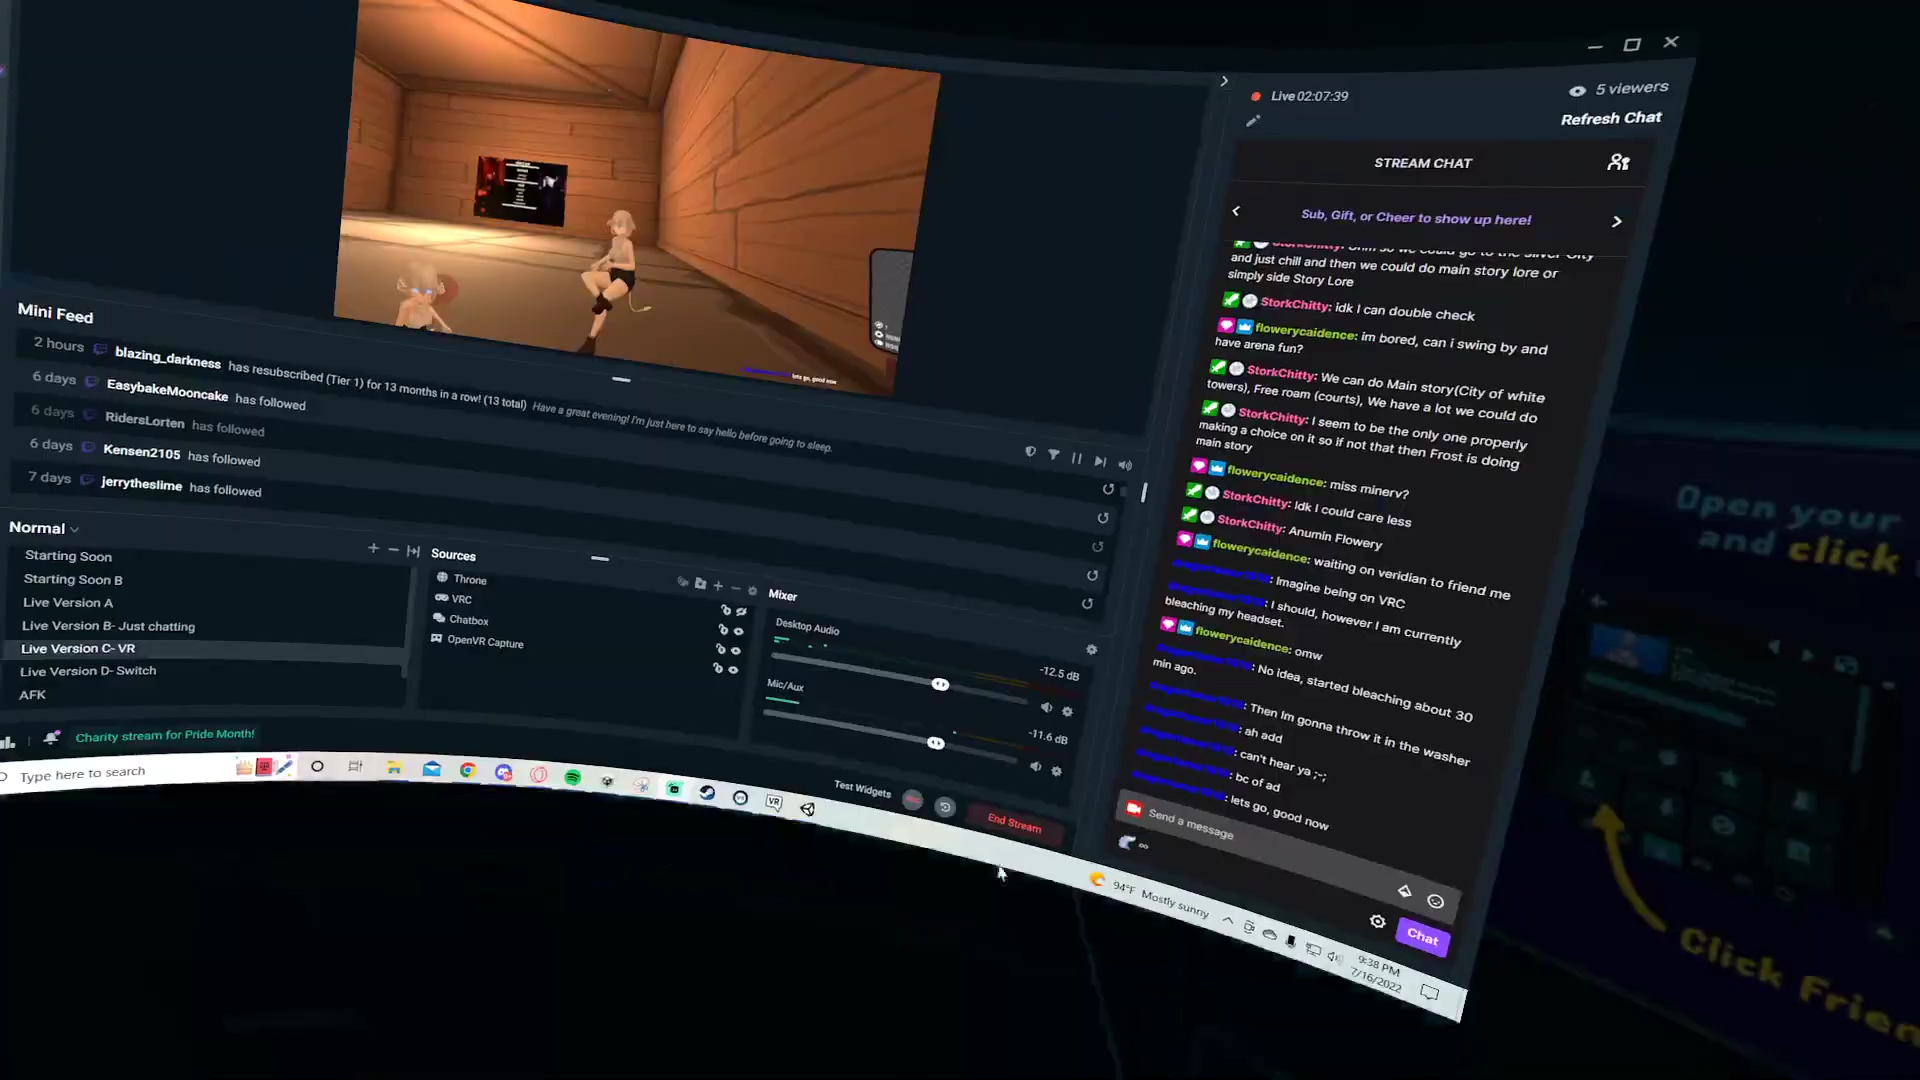 Live 02:07:39
5 viewers
Refresh Chat
STREAM CHAT
Sub, Gift, or Cheer to show up here!
and just chill and then we could do main story lore or
simply side Story Lore
StorkChitty: idk I can double check
flowerycaidence: im bored, can i swing by and
have arena fun?
StorkChitty: We can do Main story(City of white
towers), Free roam (courts), We have a lot we could do
StorkChitty: I seem to be the only one properly
making a choice on it so if not that then Frost is doing
main story
flowerycaidence: miss minerv?
StorkChitty: Idk I could care less
StorkChitty: Anumin Flowery
flowerycaidence: waiting on veridian to friend me
: Imagine being on VRC
: I should, however I am currently
bleaching my headset.
flowerycaidence: omw
: No idea, started bleaching about 30
min ago.
: Then Im gonna throw it in the washer
: ah add
: can't hear ya ;-;
: bc of ad
: lets go, good now
Send a message
Chat
lets go, good now
Mini Feed
2 hours blazing_darkness has resubscribed (Tier 1) for 13 months in a row! (13 total) Have a great evening! I'm just here to say hello before going to sleep.
6 days EasybakeMooncake has followed
6 days RidersLorten has followed
6 days Kensen2105 has followed
7 days jerrytheslime has followed
Normal
Starting Soon
Starting Soon B
Live Version A
Live Version B- Just chatting
Live Version C- VR
Live Version D- Switch
AFK
Sources
Throne
VRC
Chatbox
OpenVR Capture
Mixer
Desktop Audio
-12.5 dB
Mic/Aux
-11.6 dB
Charity stream for Pride Month!
Test Widgets
End Stream
Type here to search
94°F Mostly sunny
9:38 PM
7/16/2022
Open your
and click
Click Frien